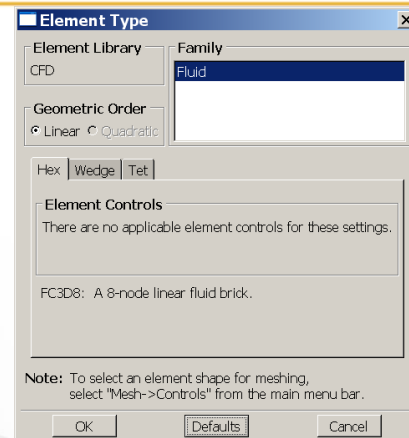 Element Type
Element Library
Family
CFD
Fluid
Geometric Order
Linear Quadratic
Hex Wedge Tet
Element Controls
There are no applicable element controls for these settings.
FC3D8: A 8-node linear fluid brick.
Note: To select an element shape for meshing,
select "Mesh->Controls" from the main menu bar.
OK Defaults Cancel